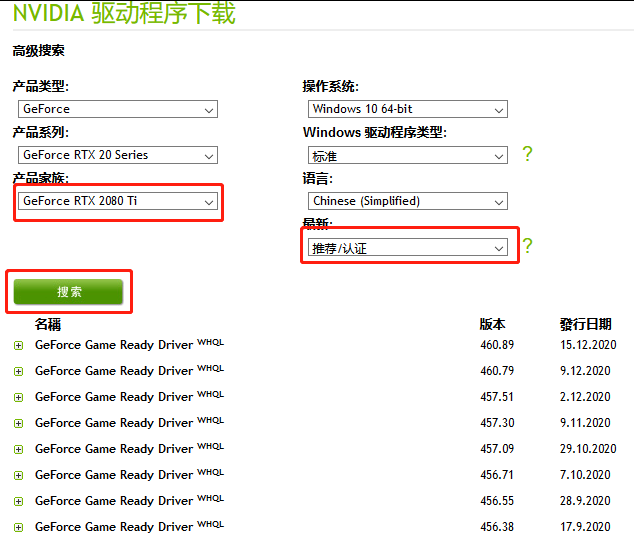 NVIDIA 驱动程序下载
高级搜索
产品类型:
GeForce
产品系列:
GeForce RTX 20 Series
产品家族:
GeForce RTX 2080 Ti
操作系统:
Windows 10 64-bit
Windows 驱动程序类型:
标准 ?
语言:
Chinese (Simplified)
最新:
推荐/认证 ?
搜索
名稱 版本 發行日期
GeForce Game Ready Driver WHQL 460.89 15.12.2020
GeForce Game Ready Driver WHQL 460.79 9.12.2020
GeForce Game Ready Driver WHQL 457.51 2.12.2020
GeForce Game Ready Driver WHQL 457.30 9.11.2020
GeForce Game Ready Driver WHQL 457.09 29.10.2020
GeForce Game Ready Driver WHQL 456.71 7.10.2020
GeForce Game Ready Driver WHQL 456.55 28.9.2020
GeForce Game Ready Driver WHQL 456.38 17.9.2020